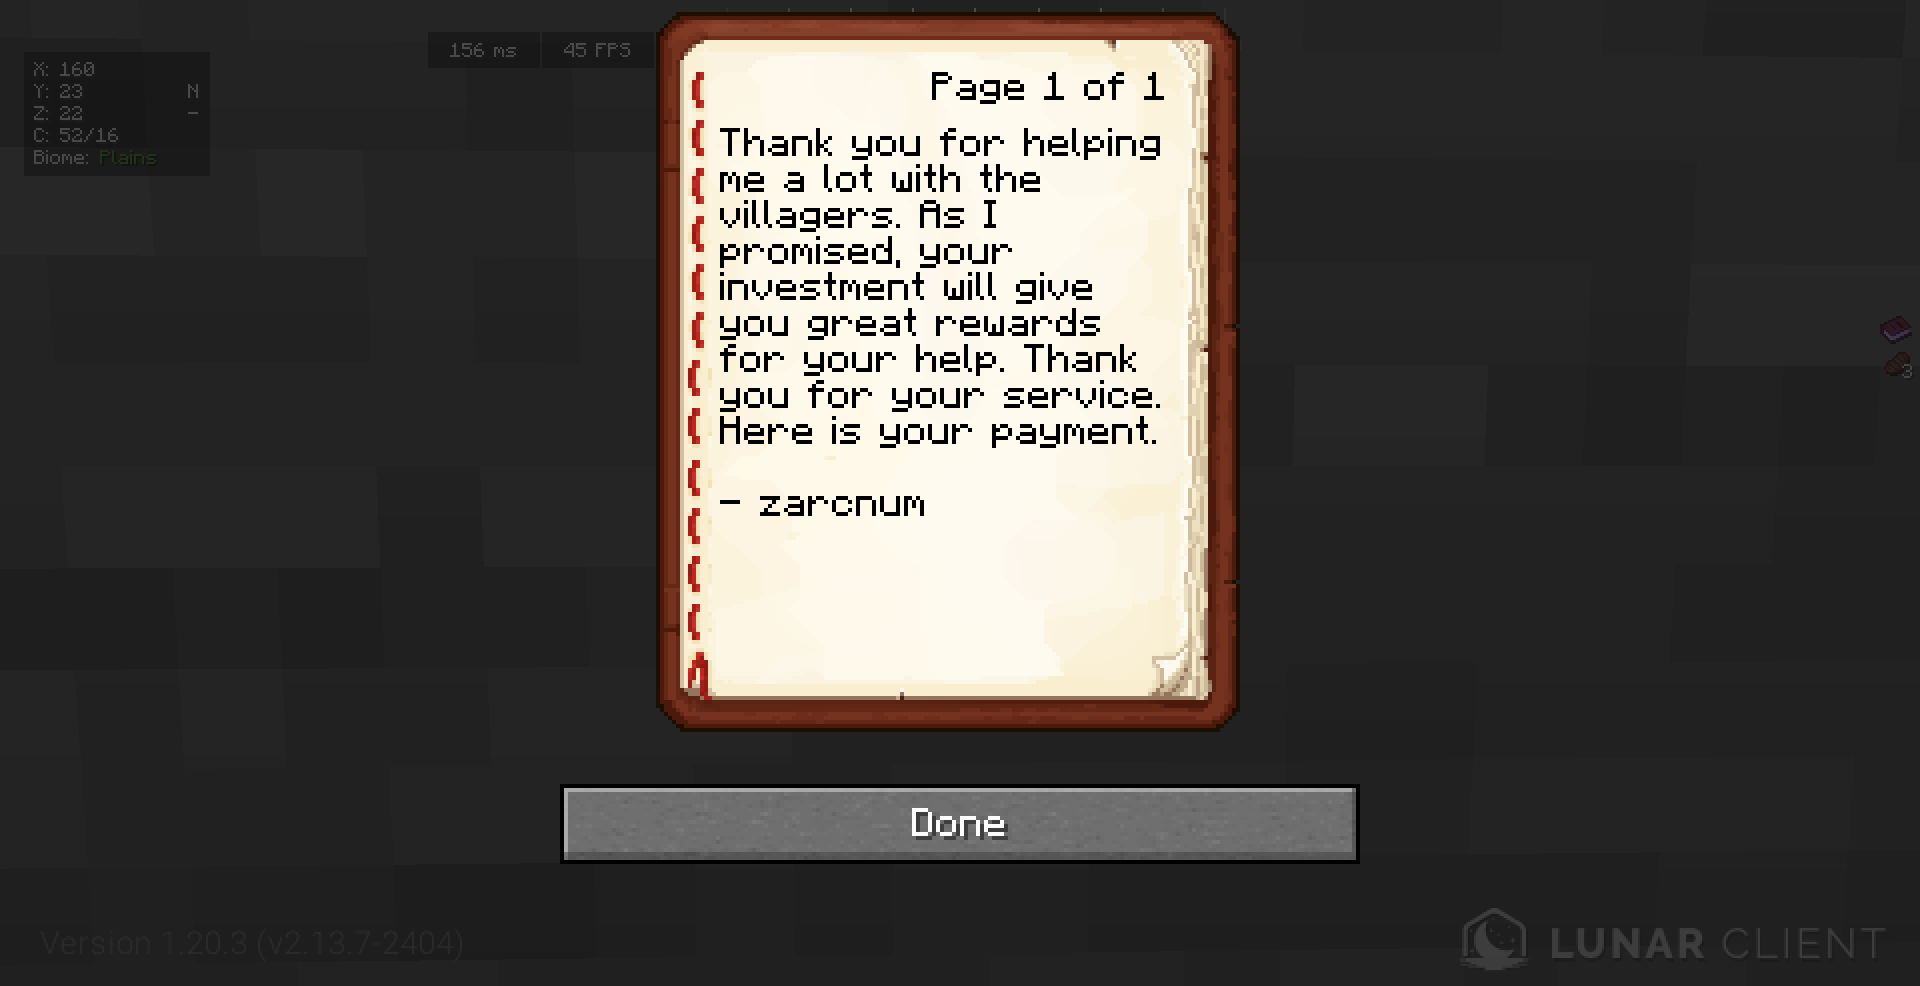 156 ms
45 FPS
X: 160
Y: 23 N
Z: 22 -
C: 52/16
Biome: Plains
Page 1 of 1
Thank you for helping
me a lot with the
villagers. As I
promised, your
investment will give
you great rewards
for your help. Thank
you for your service.
Here is your payment.
- zarcnum
3
Done
Version 1.20.3 (v2.13.7-2404)
LUNAR CLIENT